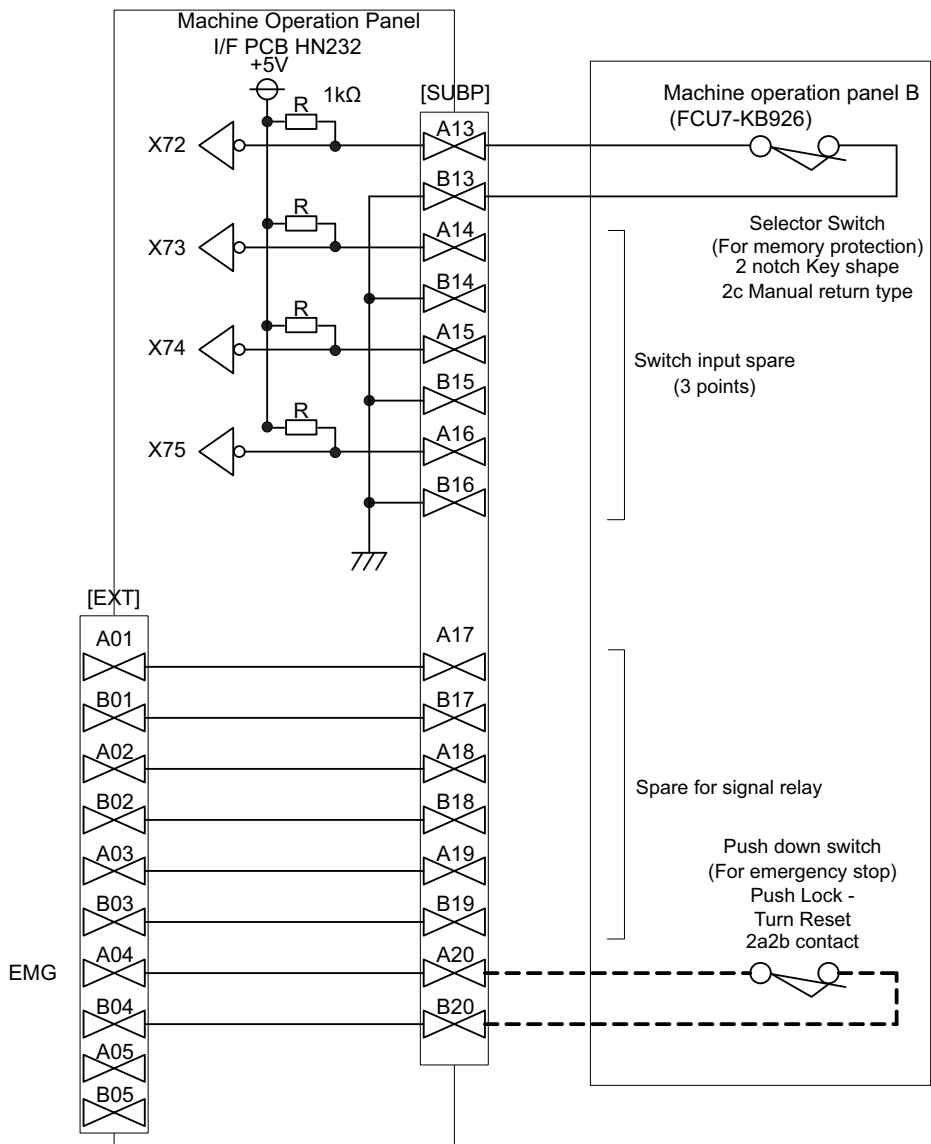 Machine Operation Panel
I/F PCB HN232
+5V
R
1kΩ
[SUBP]
Machine operation panel B
(FCU7-KB926)
X72
A13
B13
R
X73
A14
Selector Switch
(For memory protection)
2 notch Key shape
2c Manual return type
B14
R
X74
A15
Switch input spare
(3 points)
B15
R
X75
A16
B16
[EXT]
A01
A17
B01
B17
A02
A18
B02
B18
Spare for signal relay
A03
A19
Push down switch
(For emergency stop)
Push Lock -
Turn Reset
2a2b contact
B03
B19
EMG
A04
A20
B04
B20
A05
B05